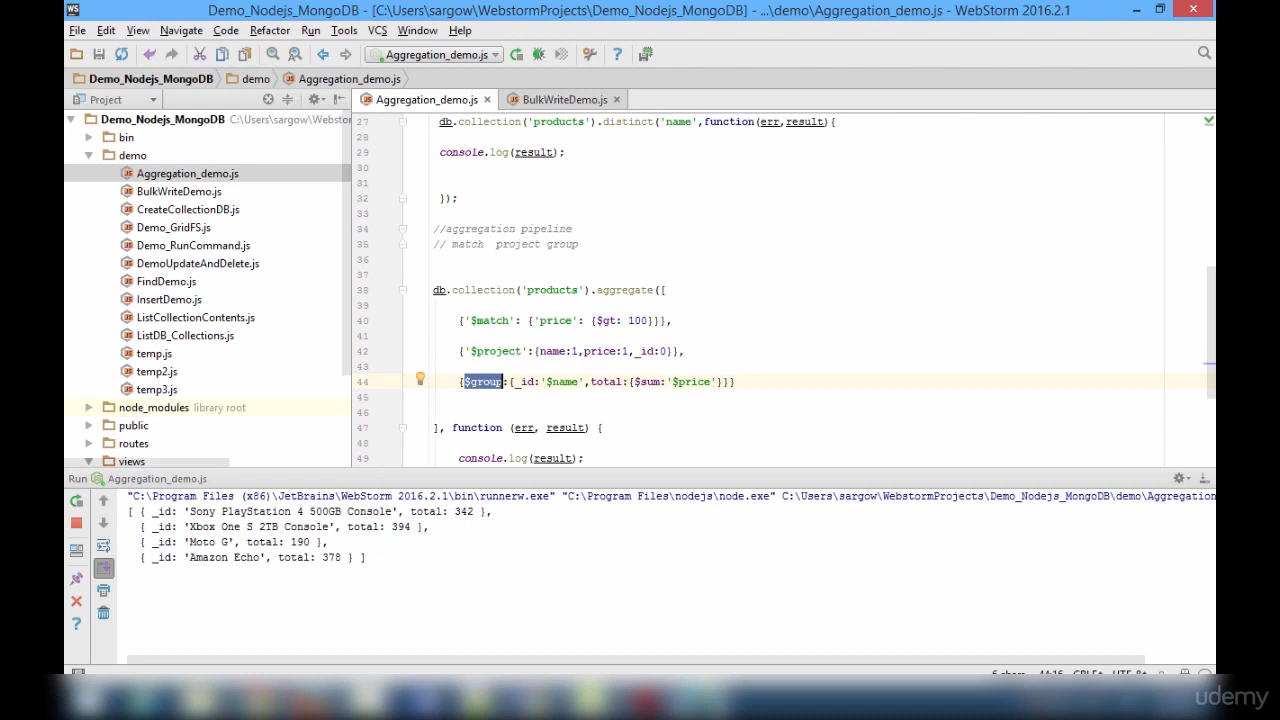 Demo_Nodejs_MongoDB - [C:\Users\sargow\WebstormProjects\Demo_Nodejs_MongoDB] - ...\demo\Aggregation_demo.js - WebStorm 2016.2.1
File Edit View Navigate Code Refactor Run Tools VCS Window Help
Aggregation_demo.js
Demo_Nodejs_MongoDB demo Aggregation_demo.js
Project Aggregation_demo.js BulkWriteDemo.js
Demo_Nodejs_MongoDB C:\Users\sargow\Webstor
bin
demo
Aggregation_demo.js
BulkWriteDemo.js
CreateCollectionDB.js
Demo_GridFS.js
Demo_RunCommand.js
DemoUpdateAndDelete.js
FindDemo.js
InsertDemo.js
ListCollectionContents.js
ListDB_Collections.js
temp.js
temp2.js
temp3.js
node_modules library root
public
routes
views
27 db.collection('products').distinct('name',function(err,result){
28
29 console.log(result);
30
31
32 });
33
34 //aggregation pipeline
35 // match project group
36
37
38 db.collection('products').aggregate([
39
40 {'$match': {'price': {$gt: 100}}},
41
42 {'$project':{name:1,price:1,_id:0}},
43
44 {$group:{_id:'$name',total:{$sum:'$price'}}}
45
46
47 ], function (err, result) {
48
49 console.log(result);
Run Aggregation_demo.js
"C:\Program Files (x86)\JetBrains\WebStorm 2016.2.1\bin\runnerw.exe" "C:\Program Files\nodejs\node.exe" C:\Users\sargow\WebstormProjects\Demo_Nodejs_MongoDB\demo\Aggregation
[ { _id: 'Sony PlayStation 4 500GB Console', total: 342 },
{ _id: 'Xbox One S 2TB Console', total: 394 },
{ _id: 'Moto G', total: 190 },
{ _id: 'Amazon Echo', total: 378 } ]
udemy